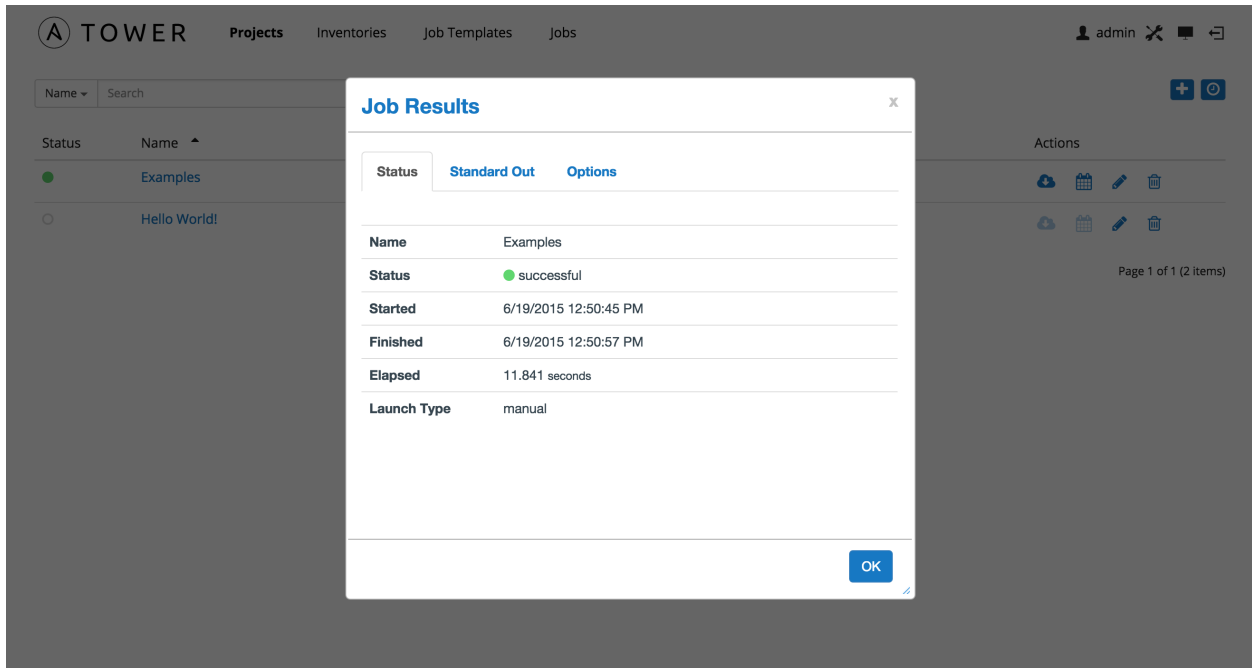 A TOWER Projects Inventories Job Templates Jobs admin
Name Search
Status Name Actions
Examples
Hello World!
Page 1 of 1 (2 items)
Job Results x
Status Standard Out Options
Name Examples
Status successful
Started 6/19/2015 12:50:45 PM
Finished 6/19/2015 12:50:57 PM
Elapsed 11.841 seconds
Launch Type manual
OK